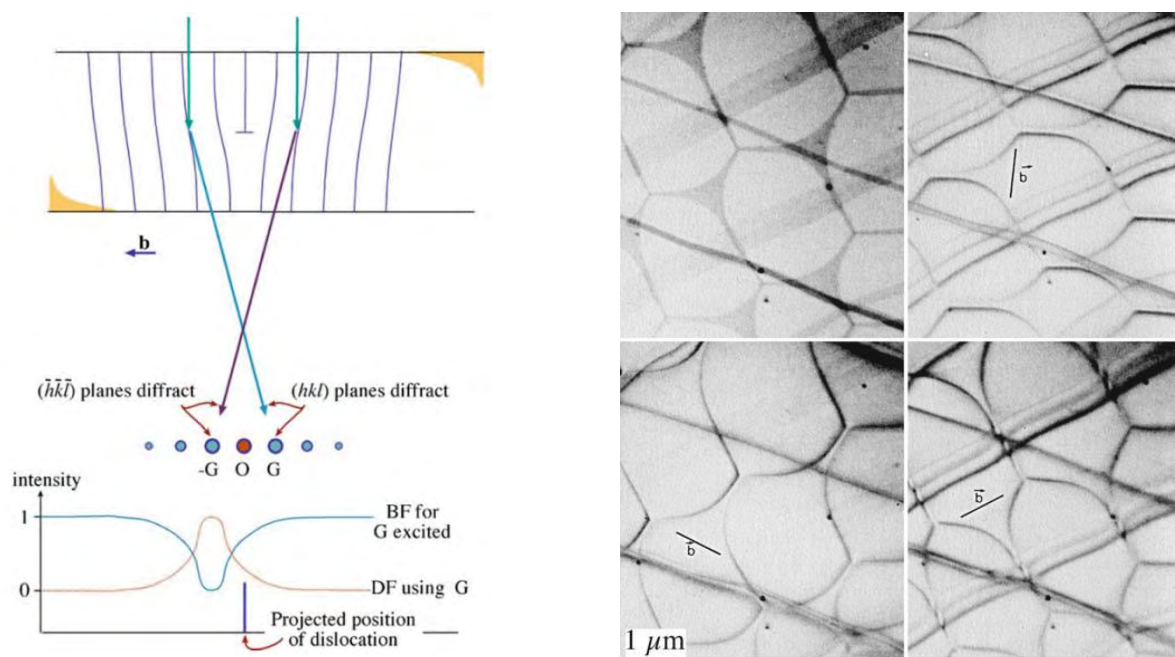 b
(h̄k̄l̄) planes diffract
(hkl) planes diffract
-G O G
intensity
1
BF for
G excited
0
DF using G
Projected position
of dislocation
b⃗
b⃗
b⃗
1 μm